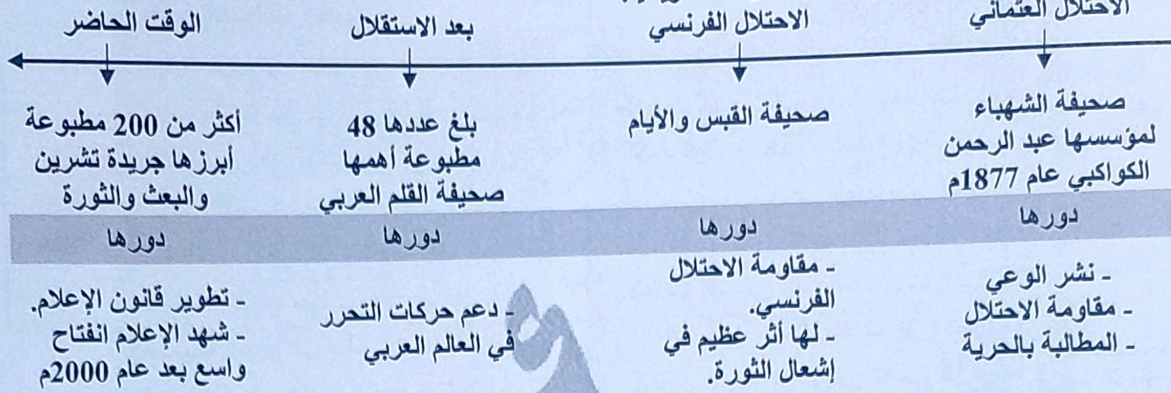 الاحتلال العثماني
الاحتلال الفرنسي
بعد الاستقلال
الوقت الحاضر
صحيفة الشهباء
لمؤسسها عبد الرحمن
الكواكبي عام 1877م
صحيفة القبس والأيام
بلغ عددها 48
مطبوعة أهمها
صحيفة القلم العربي
أكثر من 200 مطبوعة
أبرزها جريدة تشرين
والبعث والثورة
دورها
دورها
دورها
دورها
- نشر الوعي
- مقاومة الاحتلال
- المطالبة بالحرية
- مقاومة الاحتلال
الفرنسي.
- لها أثر عظيم في
إشعال الثورة.
- دعم حركات التحرر
في العالم العربي
- تطوير قانون الإعلام.
- شهد الإعلام انفتاح
واسع بعد عام 2000م